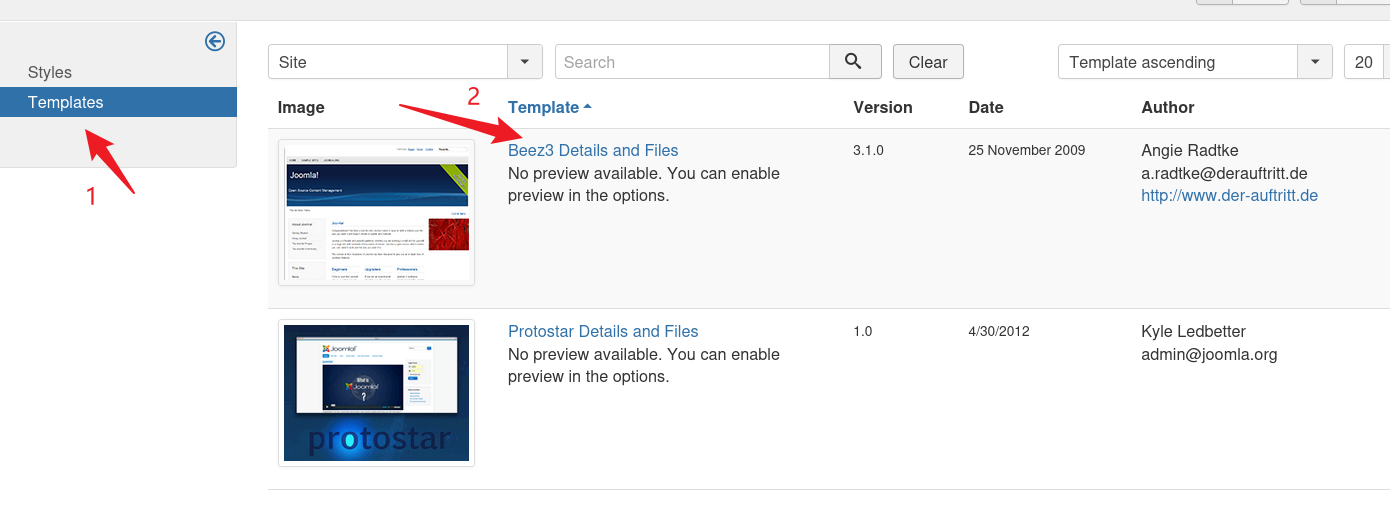 Site
Search
Clear
Template ascending
20
Styles
Templates
1
2
Image
Template
Version
Date
Author
Joomla!
Beez3 Details and Files
No preview available. You can enable
preview in the options.
3.1.0
25 November 2009
Angie Radtke
a.radtke@derauftritt.de
http://www.der-auftritt.de
Joomla!
protostar
Protostar Details and Files
No preview available. You can enable
preview in the options.
1.0
4/30/2012
Kyle Ledbetter
admin@joomla.org